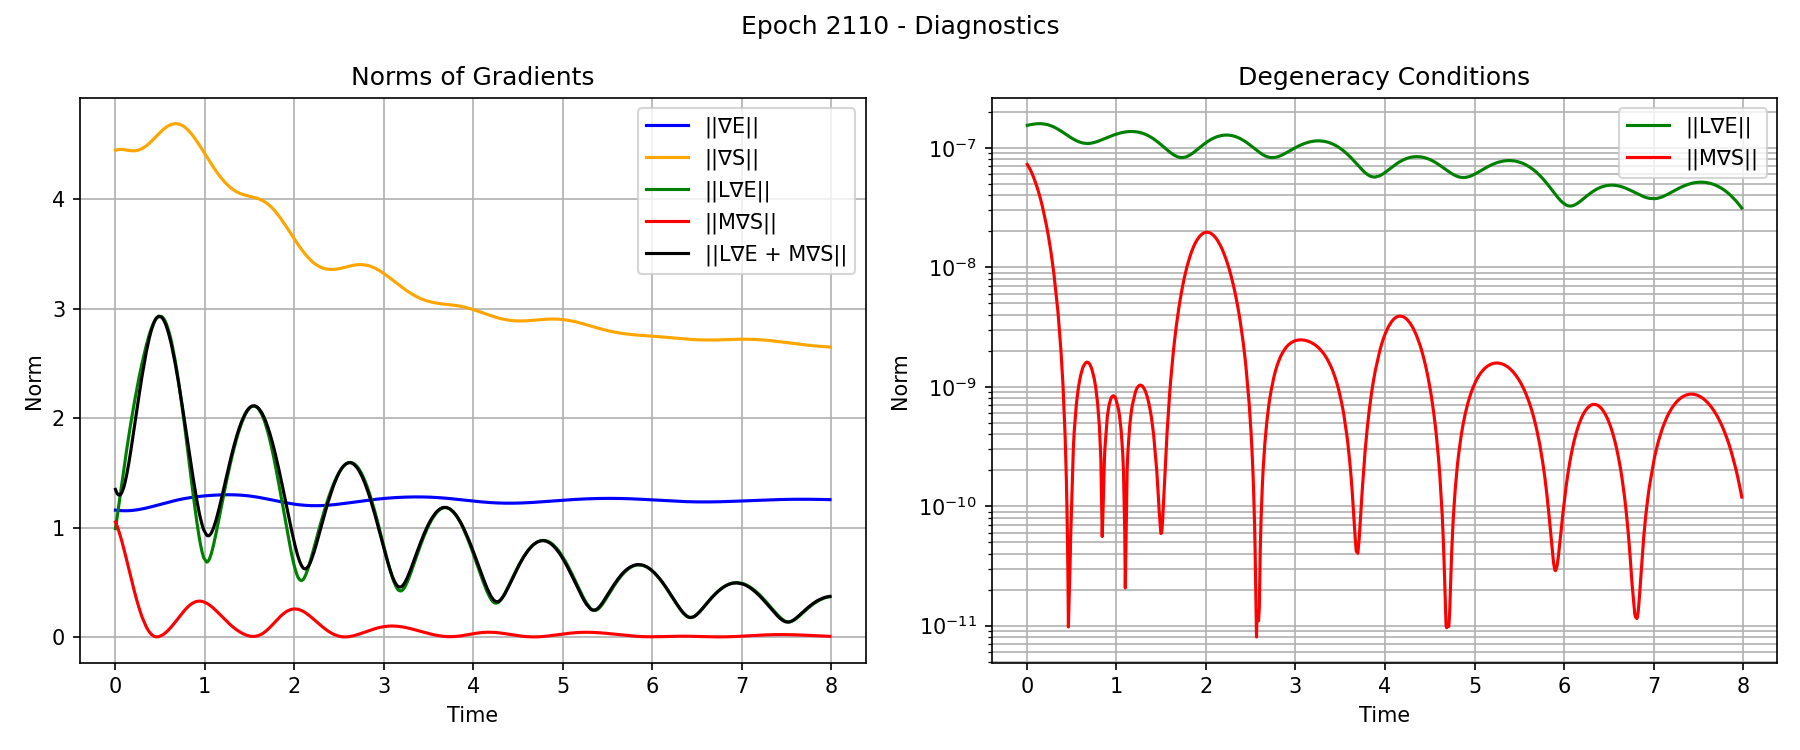 Epoch 2110 - Diagnostics
Norms of Gradients
Norm
4
3
2
1
0
0 1 2 3 4 5 6 7 8
Time
||∇E||
||∇S||
||L∇E||
||M∇S||
||L∇E + M∇S||
Degeneracy Conditions
Norm
10⁻⁷
10⁻⁸
10⁻⁹
10⁻¹⁰
10⁻¹¹
0 1 2 3 4 5 6 7 8
Time
||L∇E||
||M∇S||